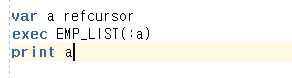 var a refcursor
exec EMP_LIST(:a)
print a